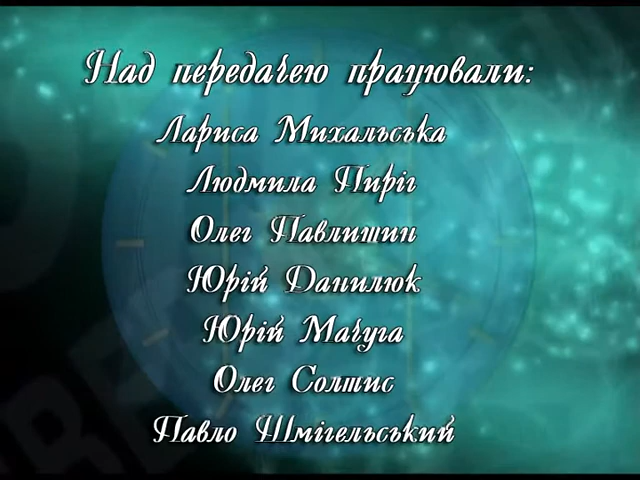 Над передачею працювали:
Лариса Михальська
Людмила Пиріг
Олег Павлишин
Юрій Данилюк
Юрій Мачуга
Олег Солтис
Павло Шмігельський